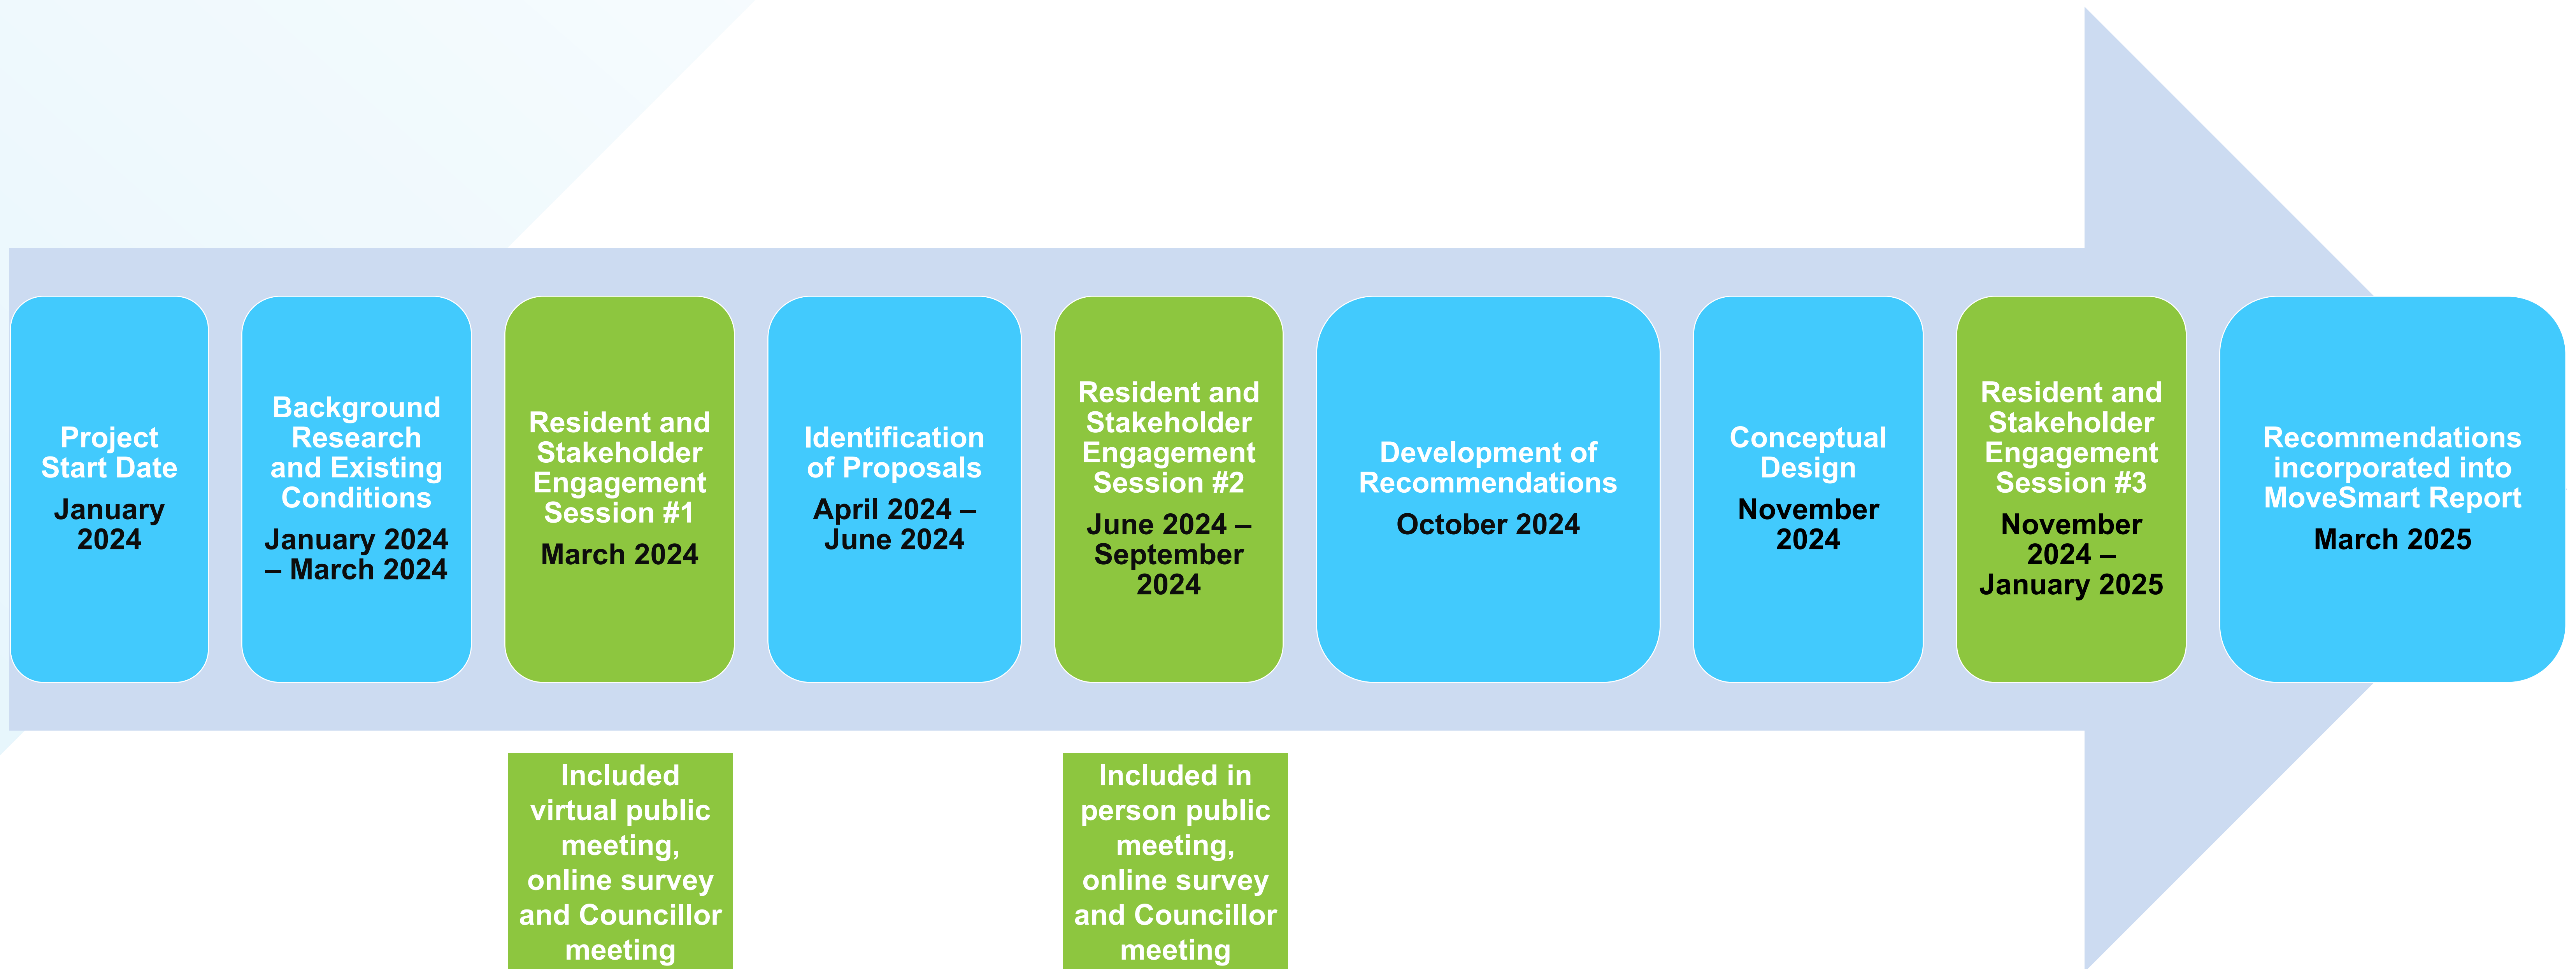 Project
Start Date
January
2024
Background
Research
and Existing
Conditions
January 2024
– March 2024
Resident and
Stakeholder
Engagement
Session #1
March 2024
Identification
of Proposals
April 2024 –
June 2024
Resident and
Stakeholder
Engagement
Session #2
June 2024 –
September
2024
Development of
Recommendations
October 2024
Conceptual
Design
November
2024
Resident and
Stakeholder
Engagement
Session #3
November
2024 –
January 2025
Recommendations
incorporated into
MoveSmart Report
March 2025
Included
virtual public
meeting,
online survey
and Councillor
meeting
Included in
person public
meeting,
online survey
and Councillor
meeting